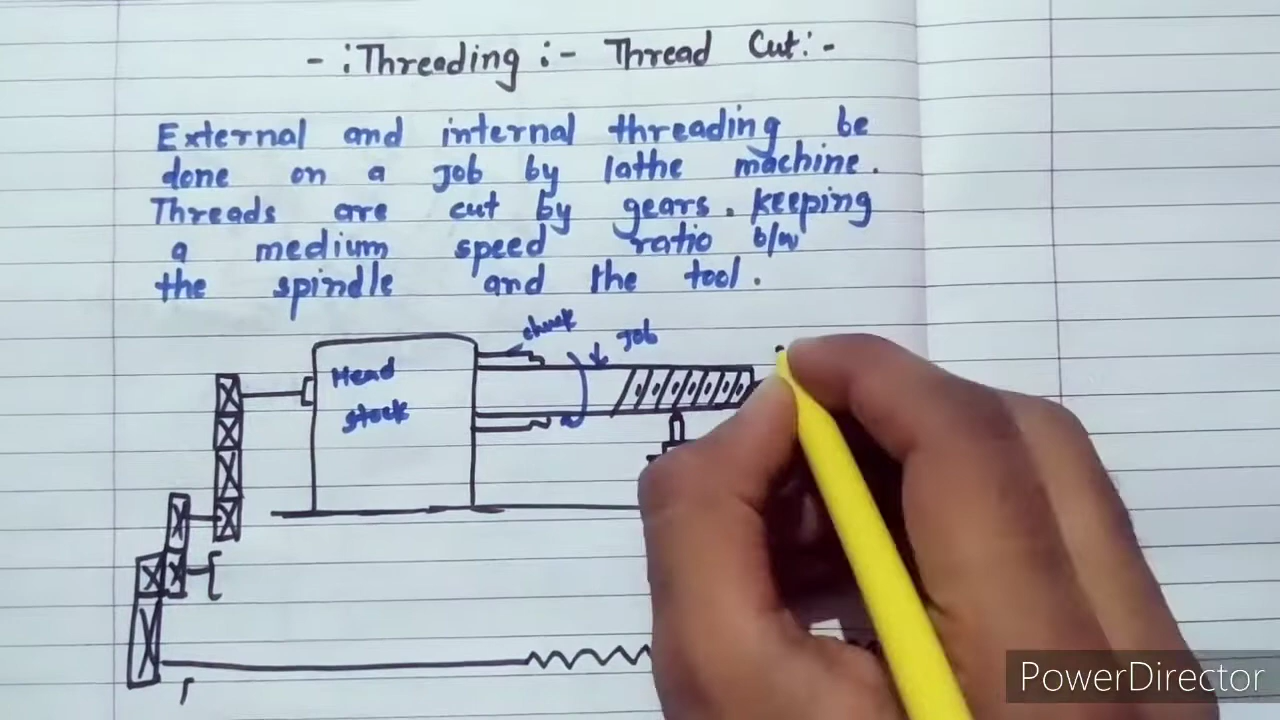 - :Threading :- Thread Cut:-
External and internal threading be
done on a job by lathe machine.
Threads are cut by gears. keeping
a medium speed ratio b/w
the spindle and the tool.
chuck
Job
Head
stock
PowerDirector